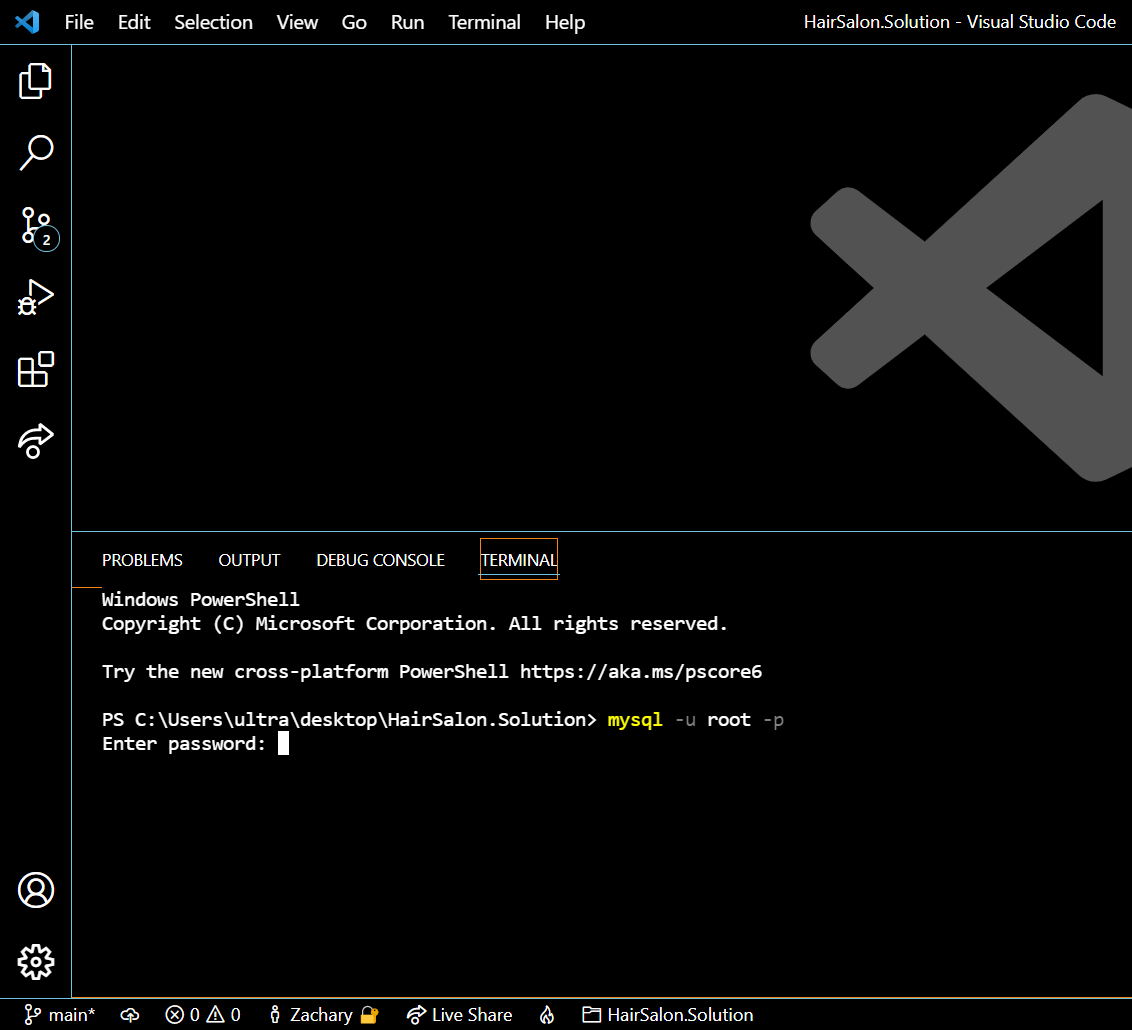 File Edit Selection View Go Run Terminal Help HairSalon.Solution - Visual Studio Code
2
PROBLEMS OUTPUT DEBUG CONSOLE TERMINAL
Windows PowerShell
Copyright (C) Microsoft Corporation. All rights reserved.
Try the new cross-platform PowerShell https://aka.ms/pscore6
PS C:\Users\ultra\desktop\HairSalon.Solution> mysql -u root -p
Enter password:
main* 0 0 Zachary Live Share HairSalon.Solution